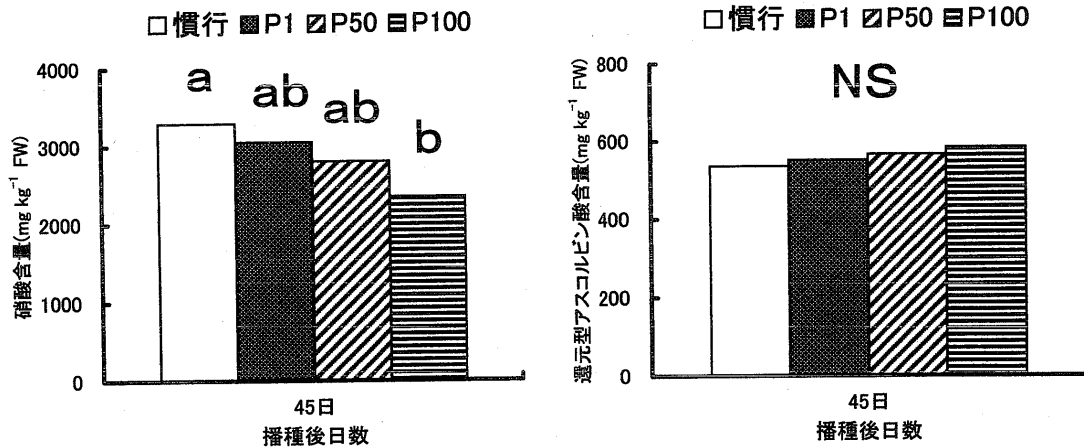 □慣行 ■P1 ▨P50 ▤P100
硝酸含量(mg kg⁻¹ FW)
4000
3000
2000
1000
0
a
ab
ab
b
45日
播種後日数
□慣行 ■P1 ▨P50 ▤P100
還元型アスコルビン酸含量(mg kg⁻¹ FW)
800
600
400
200
0
NS
45日
播種後日数